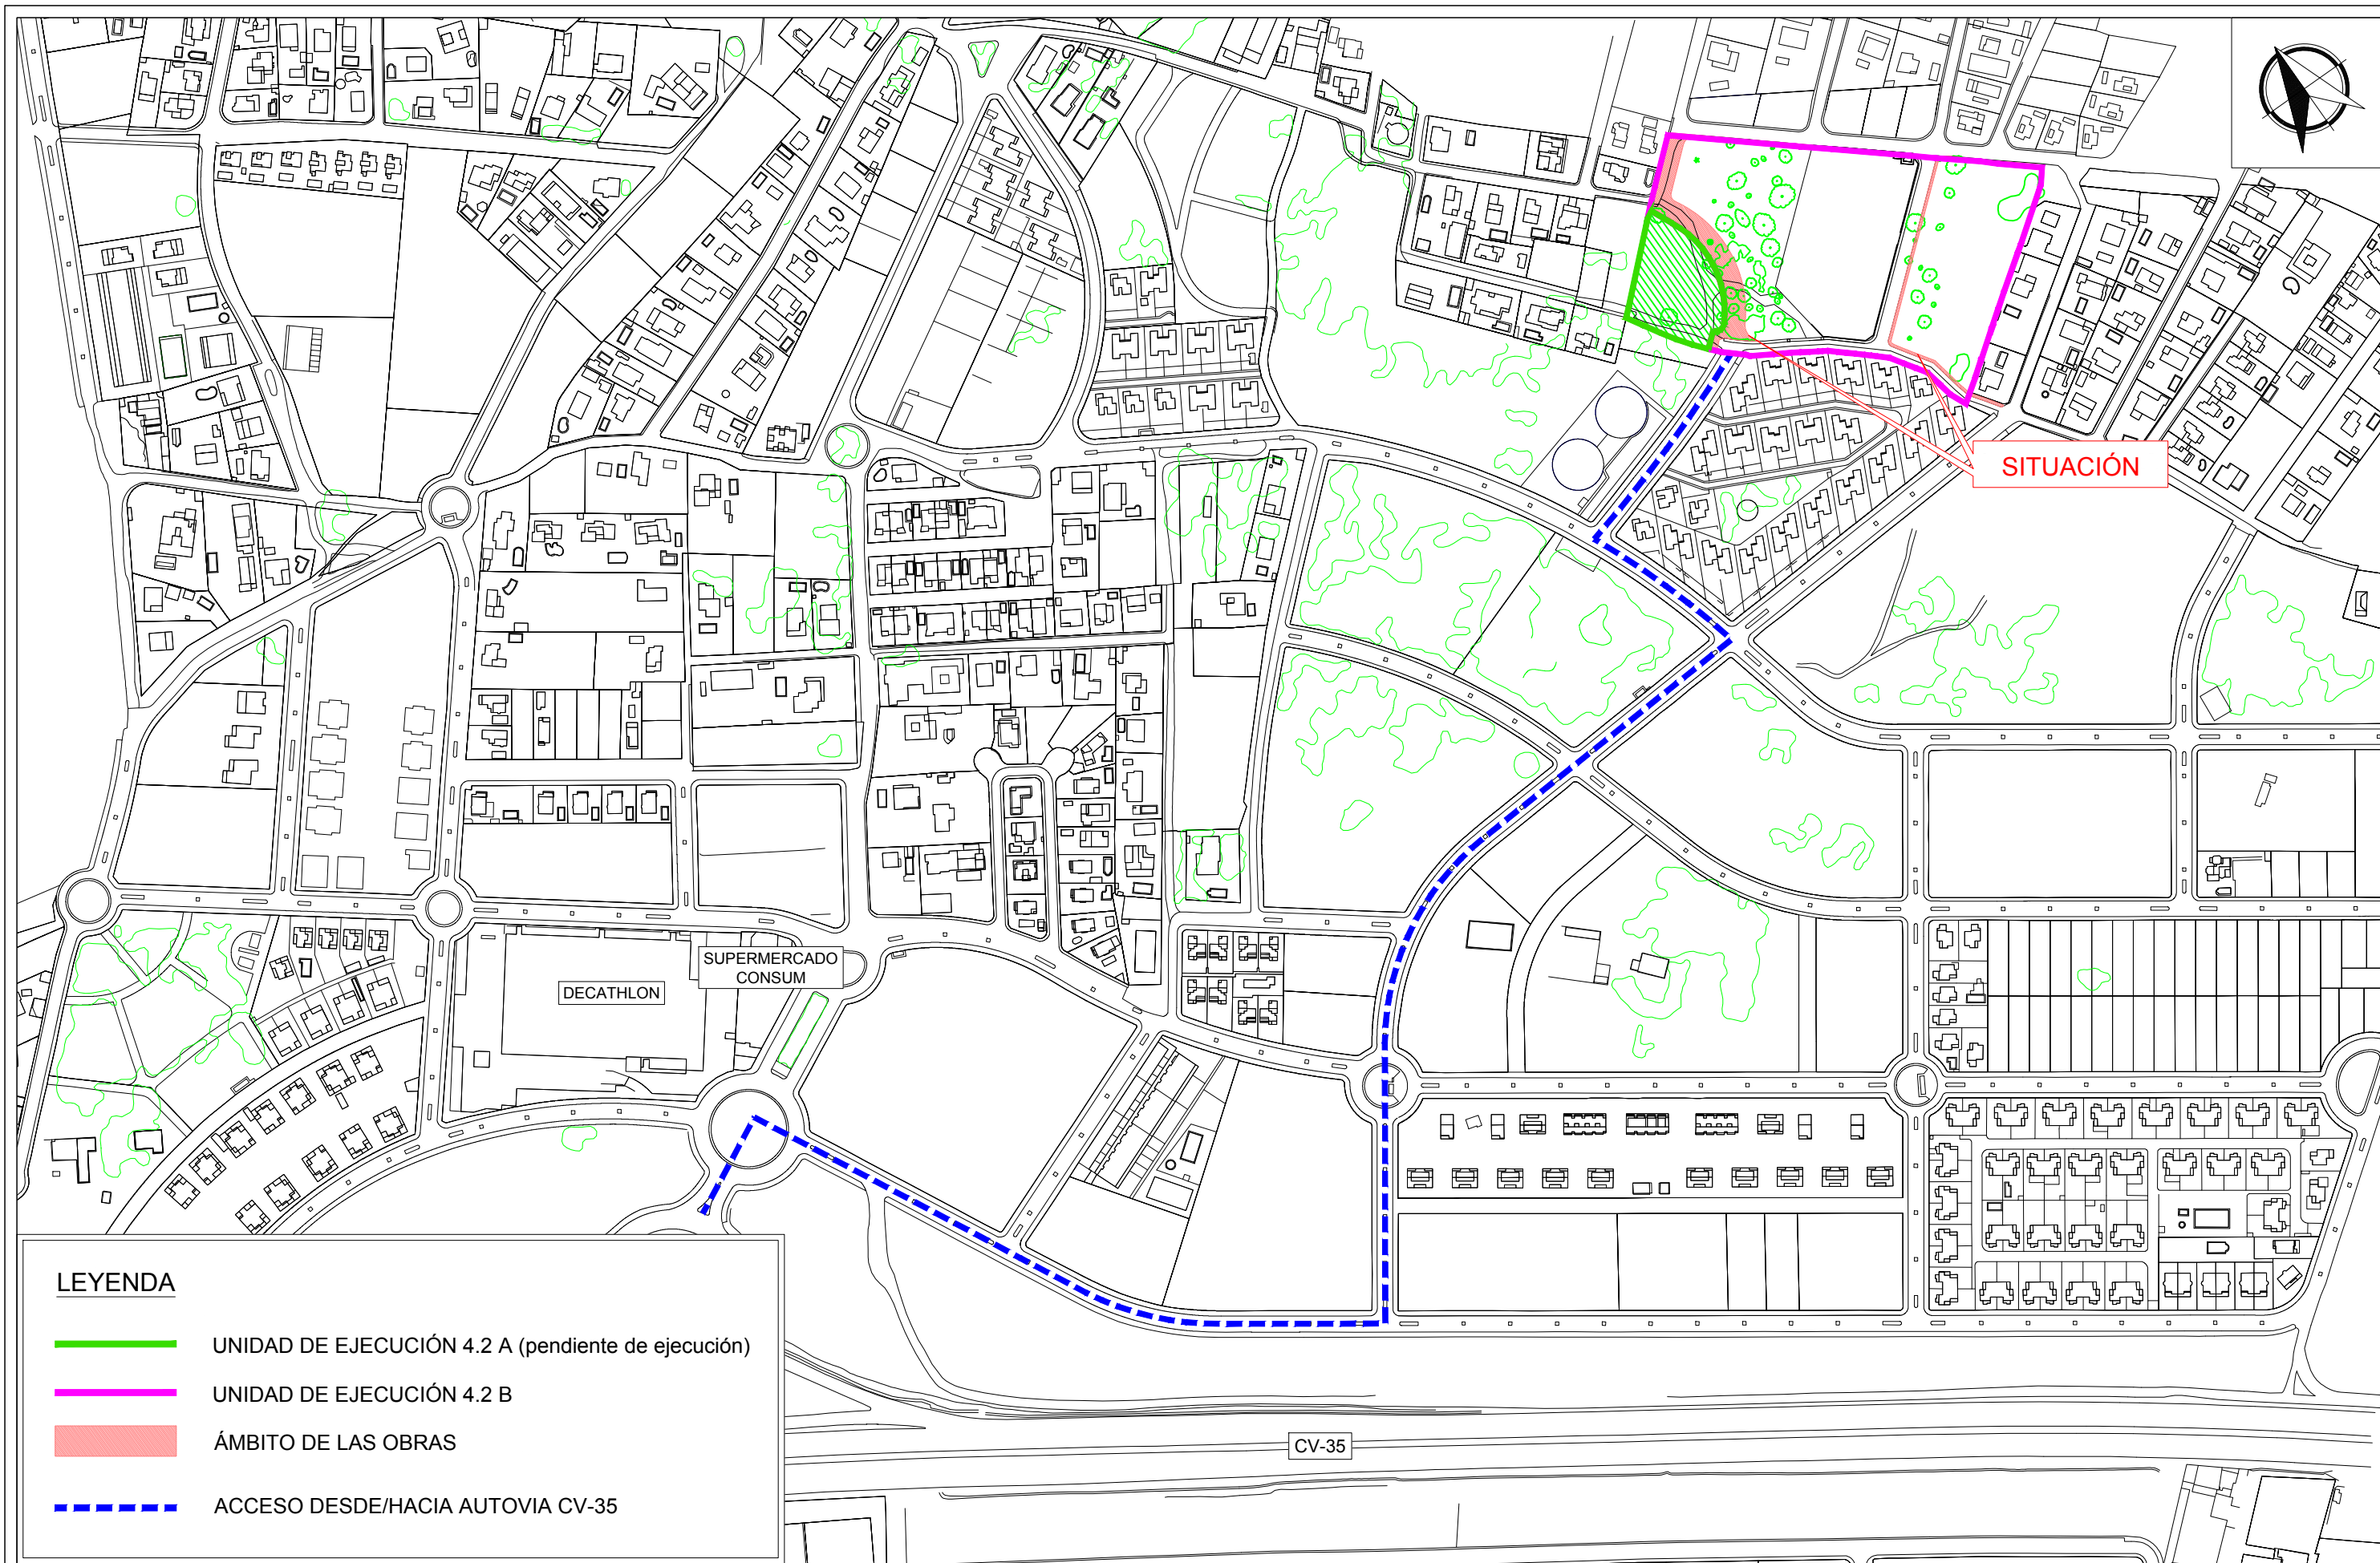 SITUACIÓN
SUPERMERCADO
CONSUM
DECATHLON
LEYENDA
UNIDAD DE EJECUCIÓN 4.2 A (pendiente de ejecución)
UNIDAD DE EJECUCIÓN 4.2 B
ÁMBITO DE LAS OBRAS
ACCESO DESDE/HACIA AUTOVIA CV-35
CV-35